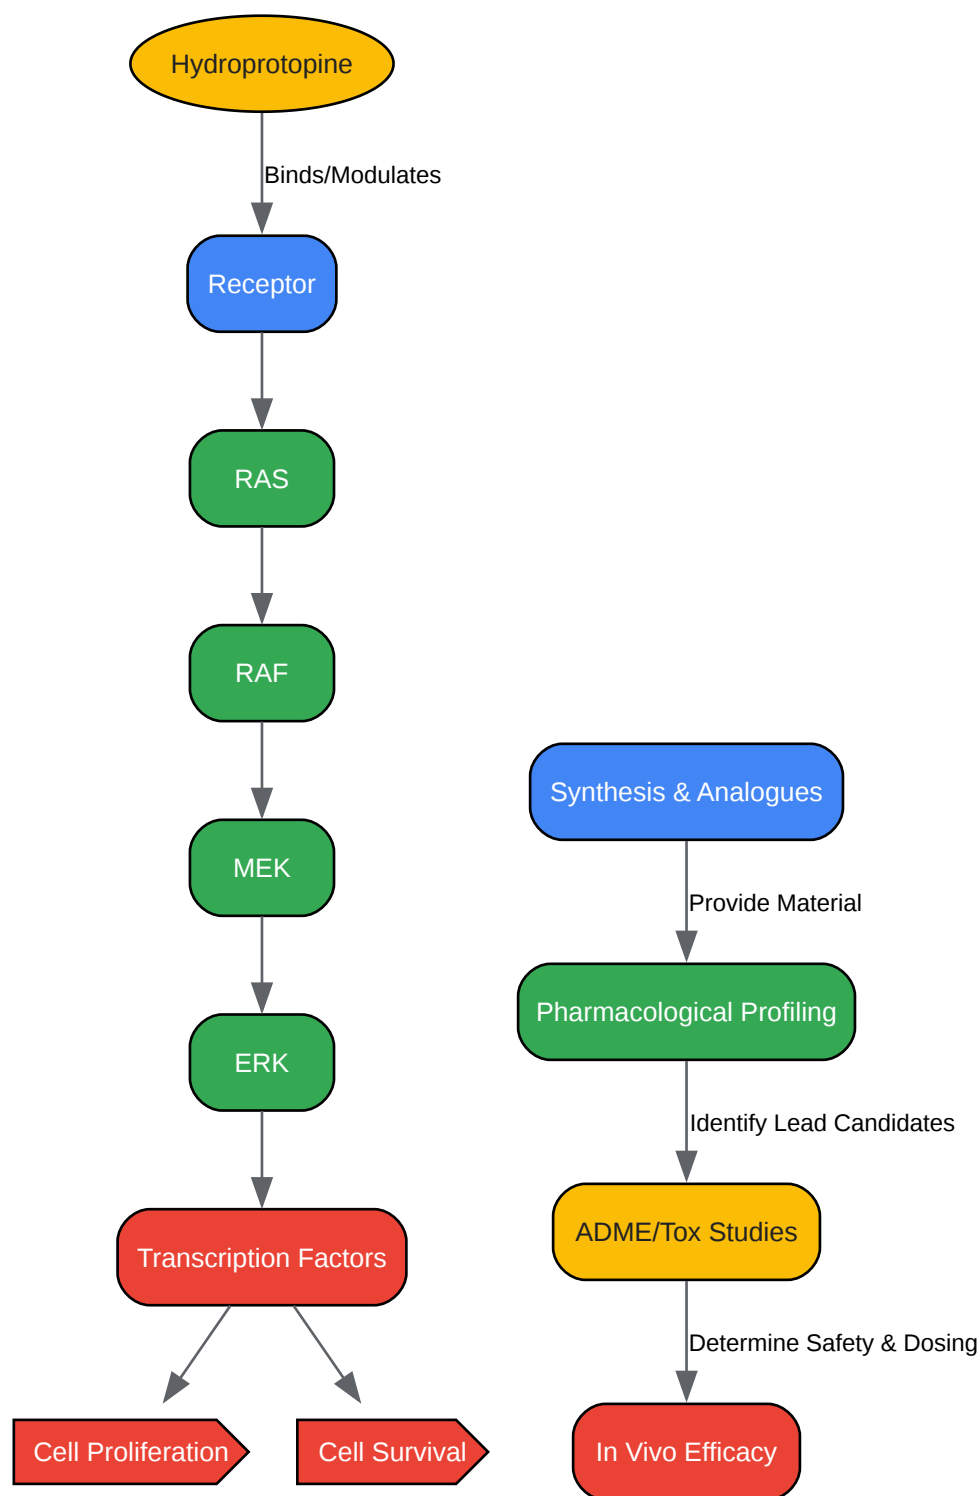 Hydroprotopine
Binds/Modulates
Receptor
RAS
RAF
MEK
ERK
Transcription Factors
Cell Proliferation
Cell Survival
Synthesis & Analogues
Provide Material
Pharmacological Profiling
Identify Lead Candidates
ADME/Tox Studies
Determine Safety & Dosing
In Vivo Efficacy